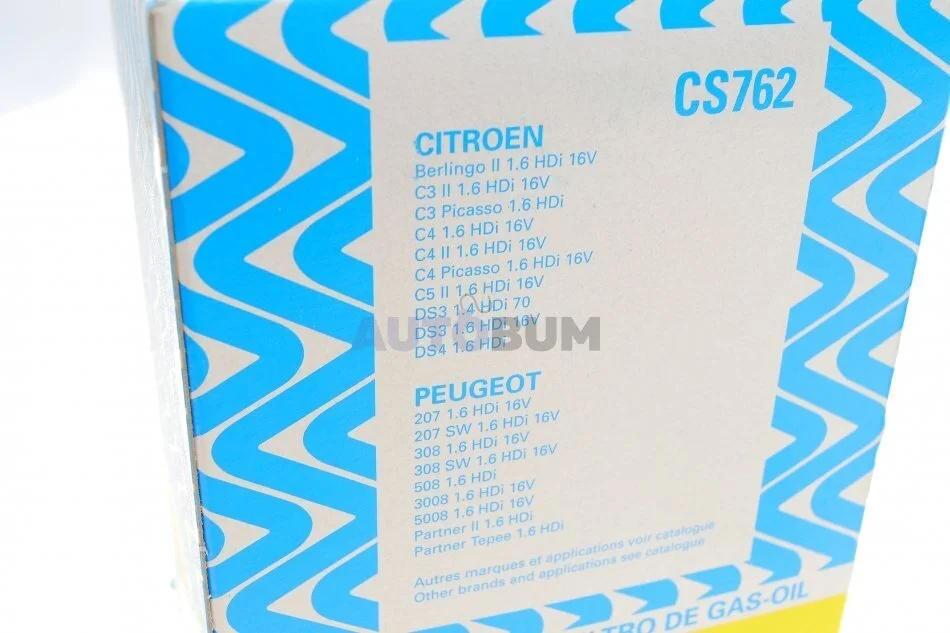 CS762
CITROEN
Berlingo II 1.6 HDi 16V
C3 II 1.6 HDi 16V
C3 Picasso 1.6 HDi
C4 1.6 HDi 16V
C4 II 1.6 HDi 16V
C4 Picasso 1.6 HDi 16V
C5 II 1.6 HDi 16V
DS3 1.4 HDi 70
DS3 1.6 HDi 16V
AUTOBUM
DS4 1.6 HDi
PEUGEOT
207 1.6 HDi 16V
207 SW 1.6 HDi 16V
308 1.6 HDi 16V
308 SW 1.6 HDi 16V
508 1.6 HDi
3008 1.6 HDi 16V
5008 1.6 HDi 16V
Partner II 1.6 HDi
Partner Tepee 1.6 HDi
Autres marques et applications voir catalogue
Other brands and applications see catalogue
DE GAS-OIL